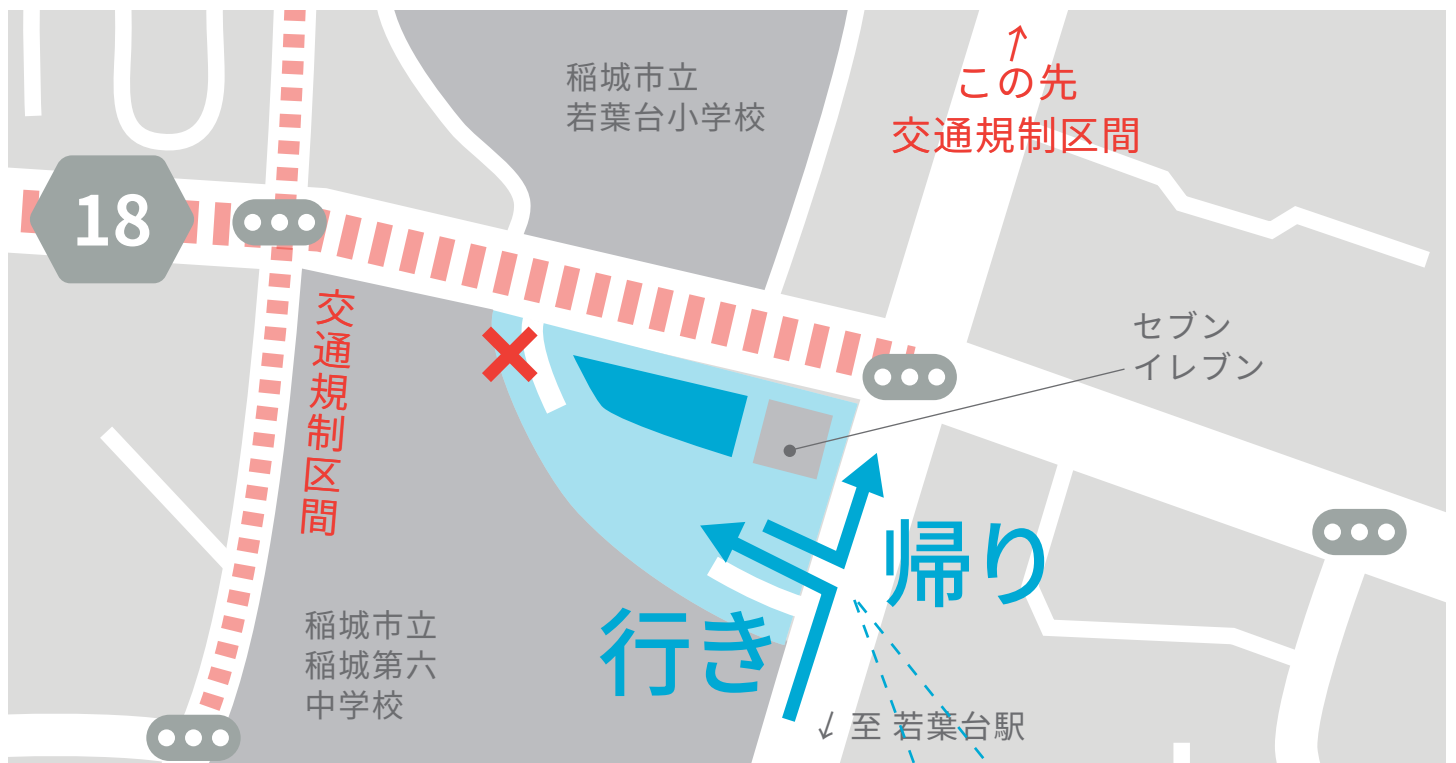 稲城市立
若葉台小学校
↑
この先
交通規制区間
18
交通規制区間
セブン
イレブン
帰り
行き
稲城市立
稲城第六
中学校
↓ 至 若葉台駅